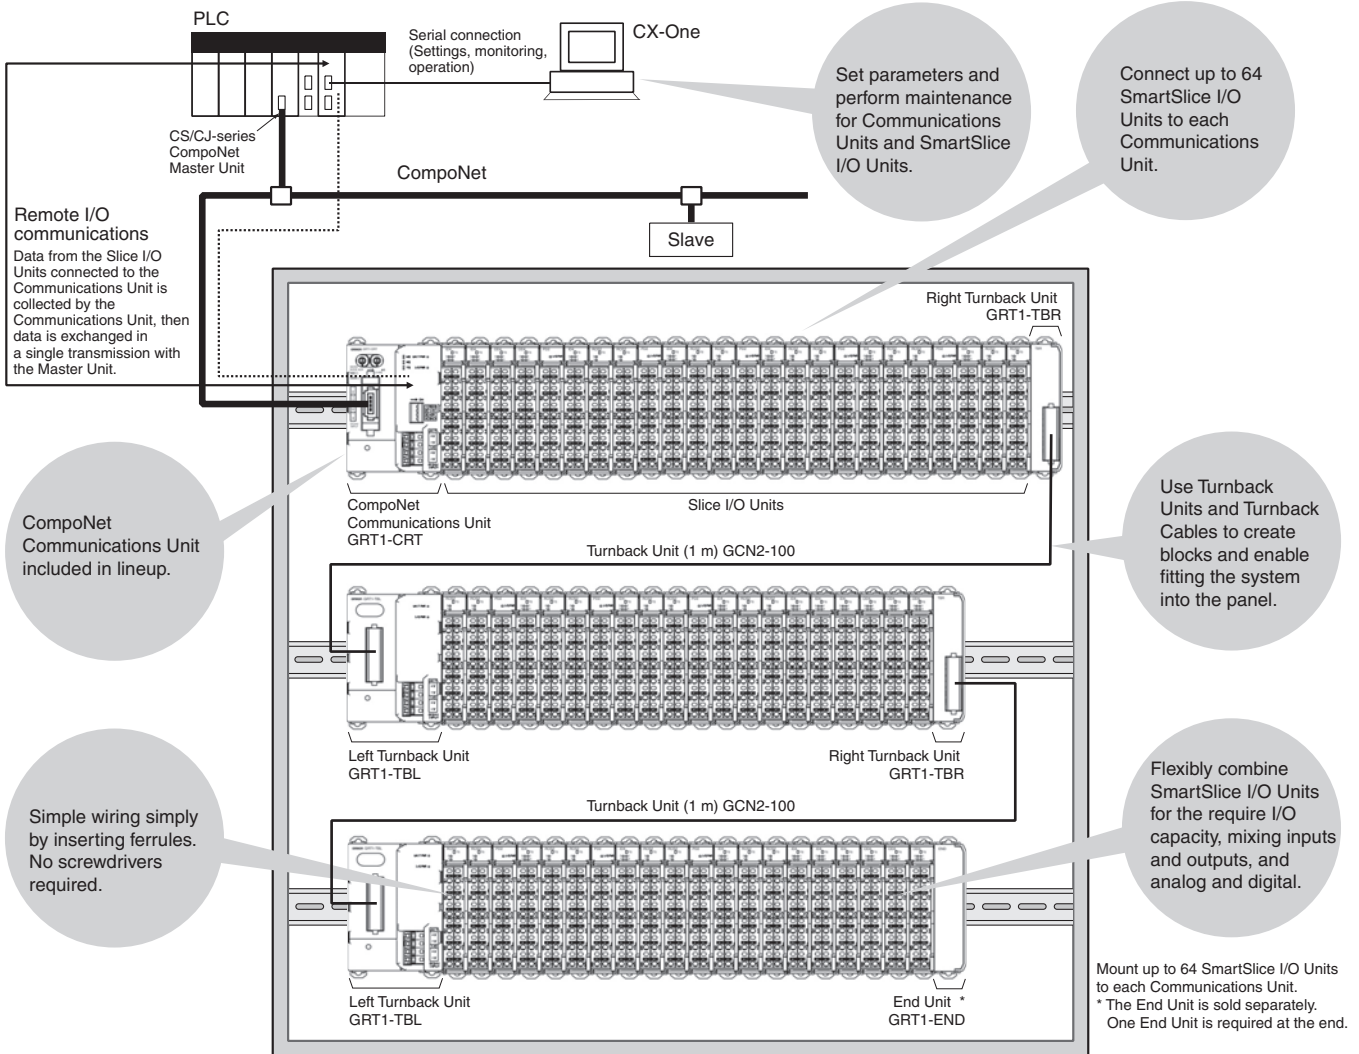 PLC
Serial connection
(Settings, monitoring,
operation)
CX-One
CS/CJ-series
CompoNet
Master Unit
CompoNet
Slave
Set parameters and
perform maintenance
for Communications
Units and SmartSlice
I/O Units.
Connect up to 64
SmartSlice I/O
Units to each
Communications
Unit.
Remote I/O
communications
Data from the Slice I/O
Units connected to the
Communications Unit is
collected by the
Communications Unit, then
data is exchanged in
a single transmission with
the Master Unit.
Right Turnback Unit
GRT1-TBR
CompoNet
Communications Unit
GRT1-CRT
Slice I/O Units
CompoNet
Communications Unit
included in lineup.
Turnback Unit (1 m) GCN2-100
Use Turnback
Units and Turnback
Cables to create
blocks and enable
fitting the system
into the panel.
Left Turnback Unit
GRT1-TBL
Right Turnback Unit
GRT1-TBR
Turnback Unit (1 m) GCN2-100
Simple wiring simply
by inserting ferrules.
No screwdrivers
required.
Flexibly combine
SmartSlice I/O Units
for the require I/O
capacity, mixing inputs
and outputs, and
analog and digital.
Left Turnback Unit
GRT1-TBL
End Unit *
GRT1-END
Mount up to 64 SmartSlice I/O Units
to each Communications Unit.
* The End Unit is sold separately.
One End Unit is required at the end.